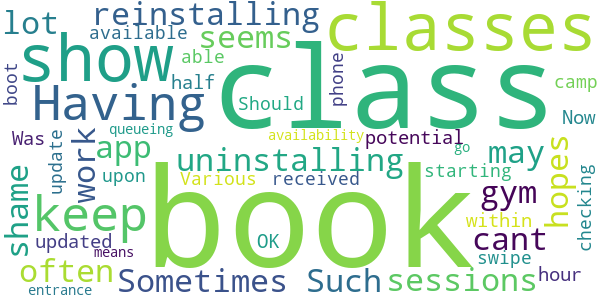 lot reinstalling classes
available
show seems
able
boot half phone class camp
Having Should Now
Was queueing availability potential go
update work app uninstalling may
shame upon Various received starting hopes checking
keep book gym
within
updated OK cant
means swipe
often Sometimes Such sessions hour
entrance